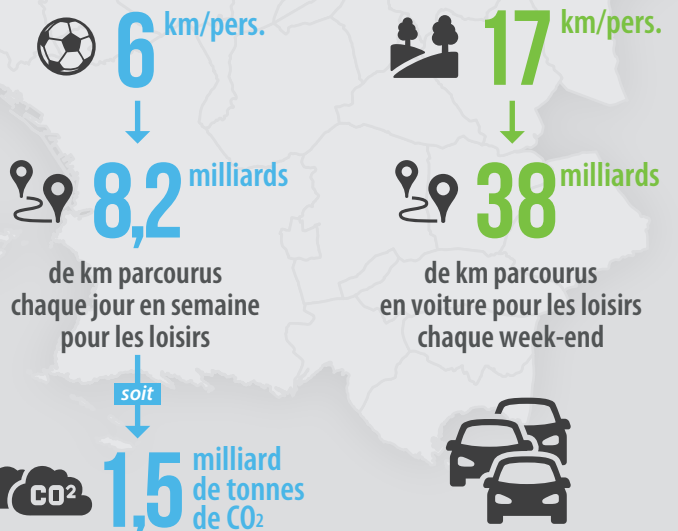 6 km/pers.
8,2 milliards
de km parcourus
chaque jour en semaine
pour les loisirs
soit
CO²
1,5 milliard
de tonnes
de CO2
17 km/pers.
38 milliards
de km parcourus
en voiture pour les loisirs
chaque week-end